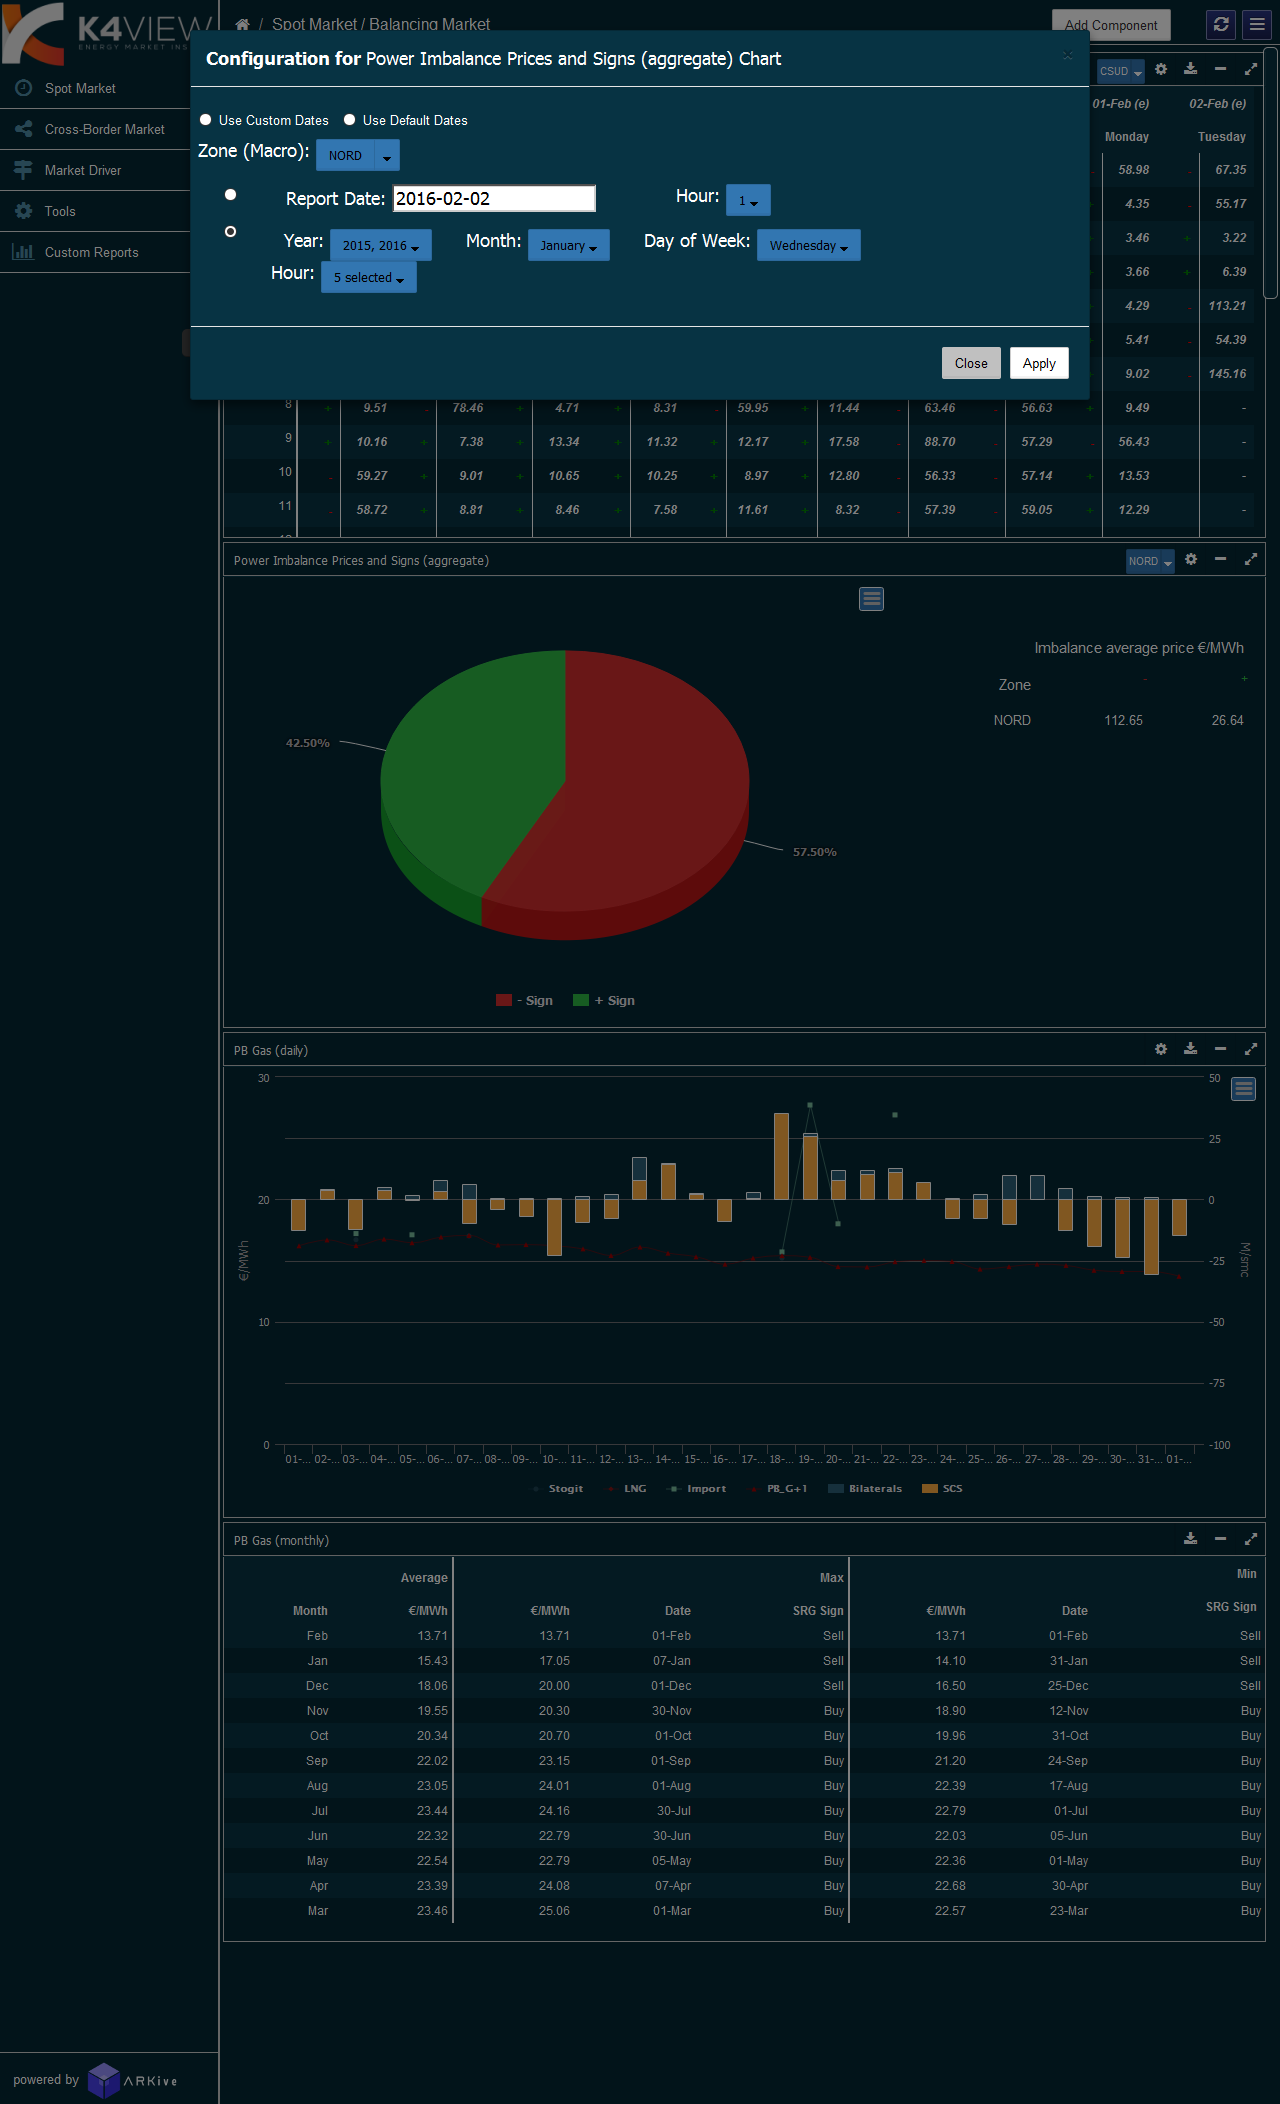 K4VIEW
ENERGY MARKET INS
/ Spot Market / Balancing Market
Add Component
Configuration for Power Imbalance Prices and Signs (aggregate) Chart
×
Use Custom Dates Use Default Dates
Zone (Macro): NORD
Report Date: 2016-02-02 Hour: 1
Year: 2015, 2016 Month: January Day of Week: Wednesday
Hour: 5 selected
Close Apply
Spot Market
Cross-Border Market
Market Driver
Tools
Custom Reports
CSUD
01-Feb (e) 02-Feb (e)
Monday Tuesday
58.98 - 67.35
4.35 - 55.17
3.46 + 3.22
3.66 + 6.39
4.29 - 113.21
5.41 - 54.39
9.02 - 145.16
8 + 9.51 - 78.46 + 4.71 + 8.31 - 59.95 + 11.44 - 63.46 - 56.63 + 9.49 -
9 + 10.16 + 7.38 + 13.34 + 11.32 + 12.17 + 17.58 - 88.70 - 57.29 - 56.43 -
10 - 59.27 + 9.01 + 10.65 + 10.25 + 8.97 + 12.80 - 56.33 - 57.14 + 13.53 -
11 - 58.72 + 8.81 + 8.46 + 7.58 + 11.61 + 8.32 - 57.39 - 59.05 + 12.29 -
Power Imbalance Prices and Signs (aggregate) NORD
Imbalance average price €/MWh
Zone - +
NORD 112.65 26.64
42.50%
57.50%
- Sign + Sign
PB Gas (daily)
30 50
25
20 0
€/MWh -25 M/smc
10 -50
-75
0 -100
01-... 02-... 03-... 04-... 05-... 06-... 07-... 08-... 09-... 10-... 11-... 12-... 13-... 14-... 15-... 16-... 17-... 18-... 19-... 20-... 21-... 22-... 23-... 24-... 25-... 26-... 27-... 28-... 29-... 30-... 31-... 01-...
Stogit LNG Import PB_G+1 Bilaterals SCS
PB Gas (monthly)
Average Max Min
Month €/MWh €/MWh Date SRG Sign €/MWh Date SRG Sign
Feb 13.71 13.71 01-Feb Sell 13.71 01-Feb Sell
Jan 15.43 17.05 07-Jan Sell 14.10 31-Jan Sell
Dec 18.06 20.00 01-Dec Sell 16.50 25-Dec Sell
Nov 19.55 20.30 30-Nov Buy 18.90 12-Nov Buy
Oct 20.34 20.70 01-Oct Buy 19.96 31-Oct Buy
Sep 22.02 23.15 01-Sep Buy 21.20 24-Sep Buy
Aug 23.05 24.01 01-Aug Buy 22.39 17-Aug Buy
Jul 23.44 24.16 30-Jul Buy 22.79 01-Jul Buy
Jun 22.32 22.79 30-Jun Buy 22.03 05-Jun Buy
May 22.54 22.79 05-May Buy 22.36 01-May Buy
Apr 23.39 24.08 07-Apr Buy 22.68 30-Apr Buy
Mar 23.46 25.06 01-Mar Buy 22.57 23-Mar Buy
powered by ARKive